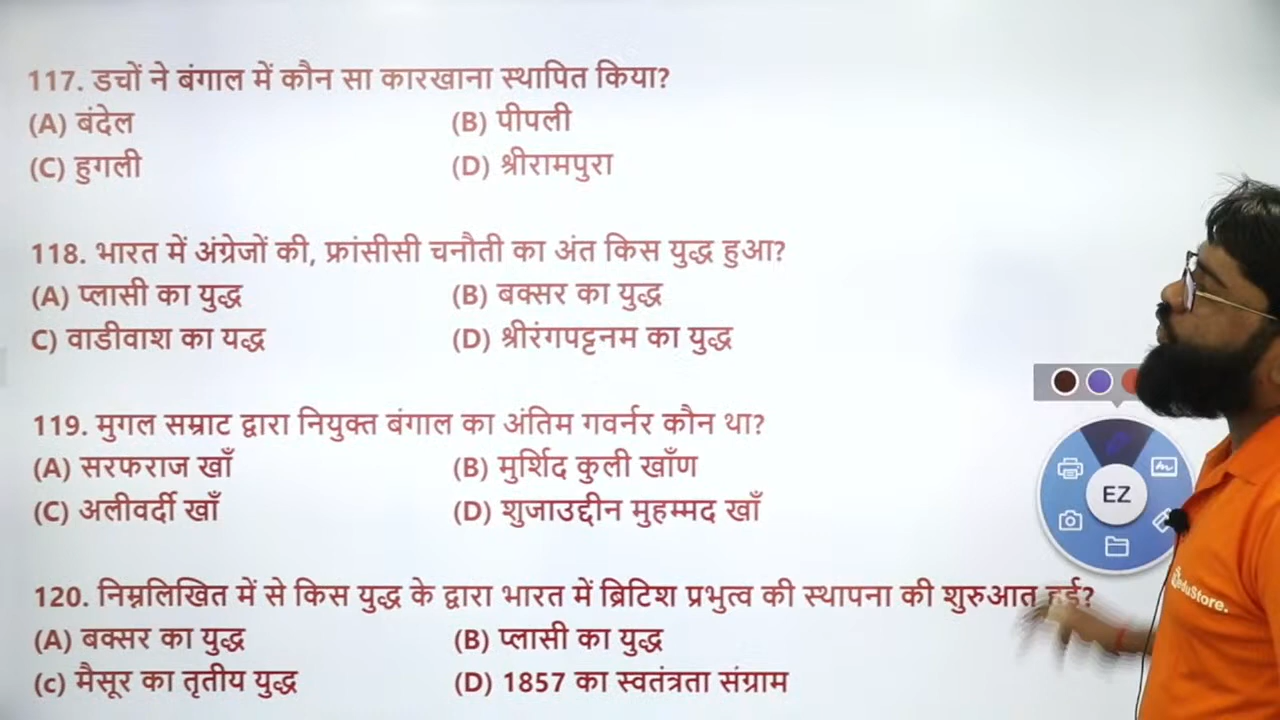 117. डचों ने बंगाल में कौन सा कारखाना स्थापित किया?
(A) बंदेल (B) पीपली
(C) हुगली (D) श्रीरामपुरा
118. भारत में अंग्रेजों की, फ्रांसीसी चनौती का अंत किस युद्ध हुआ?
(A) प्लासी का युद्ध (B) बक्सर का युद्ध
C) वाडीवाश का यद्ध (D) श्रीरंगपट्टनम का युद्ध
119. मुगल सम्राट द्वारा नियुक्त बंगाल का अंतिम गवर्नर कौन था?
(A) सरफराज खाँ (B) मुर्शिद कुली खाँण
(C) अलीवर्दी खाँ (D) शुजाउद्दीन मुहम्मद खाँ
EZ
120. निम्नलिखित में से किस युद्ध के द्वारा भारत में ब्रिटिश प्रभुत्व की स्थापना की शुरुआत हुई?
(A) बक्सर का युद्ध (B) प्लासी का युद्ध
(c) मैसूर का तृतीय युद्ध (D) 1857 का स्वतंत्रता संग्राम
eduStore.